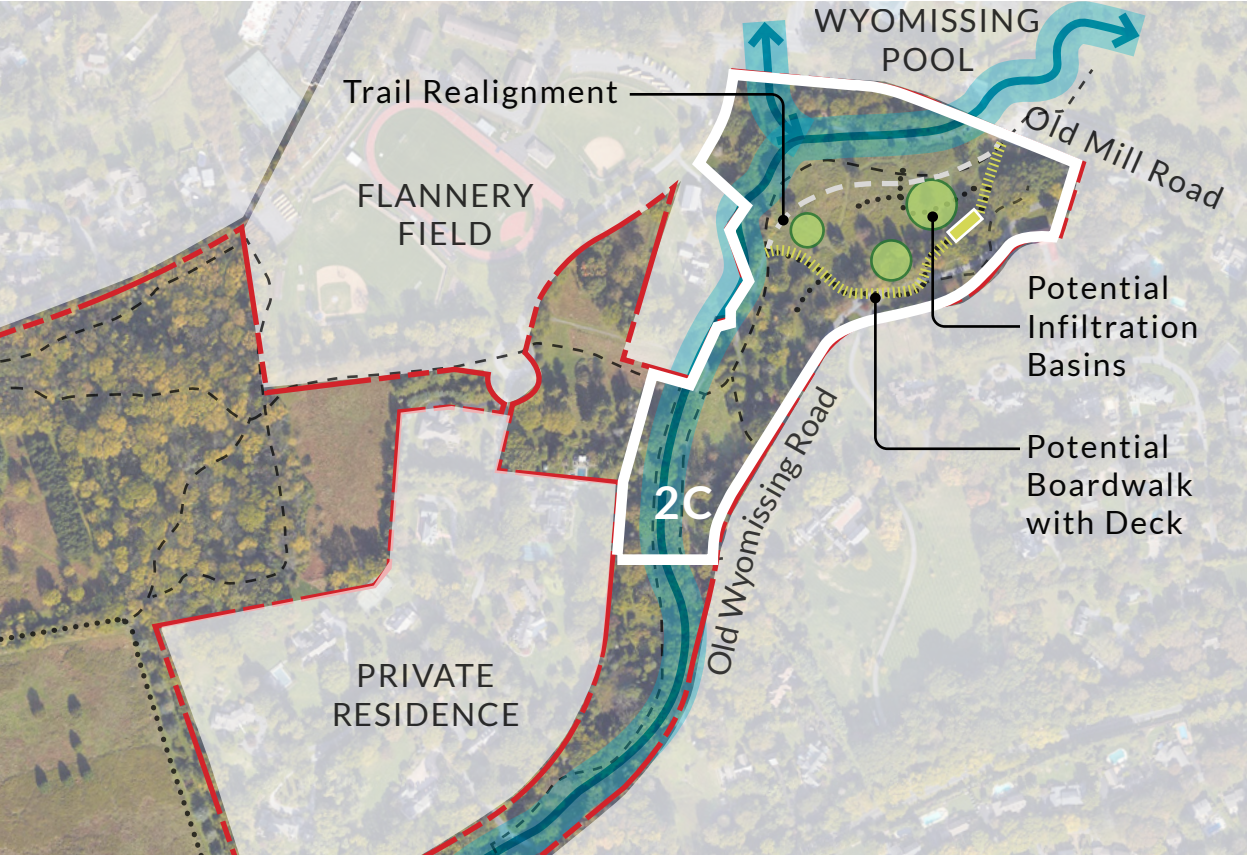 WYOMISSING
POOL
Trail Realignment
Old Mill Road
FLANNERY
FIELD
Potential
Infiltration
Basins
Potential
Boardwalk
with Deck
2C
Old Wyomissing Road
PRIVATE
RESIDENCE